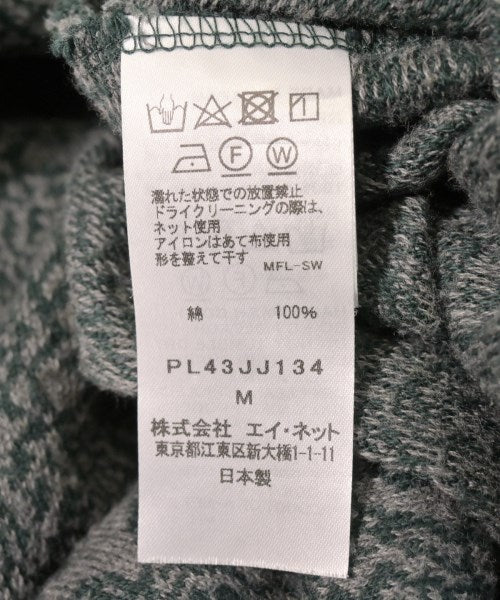 F W
濡れた状態での放置禁止
ドライクリーニングの際は、
ネット使用
アイロンはあて布使用
形を整えて干す MFL-SW
綿 100%
PL43JJ134
M
株式会社 エイ・ネット
東京都江東区新大橋1-1-11
日本製